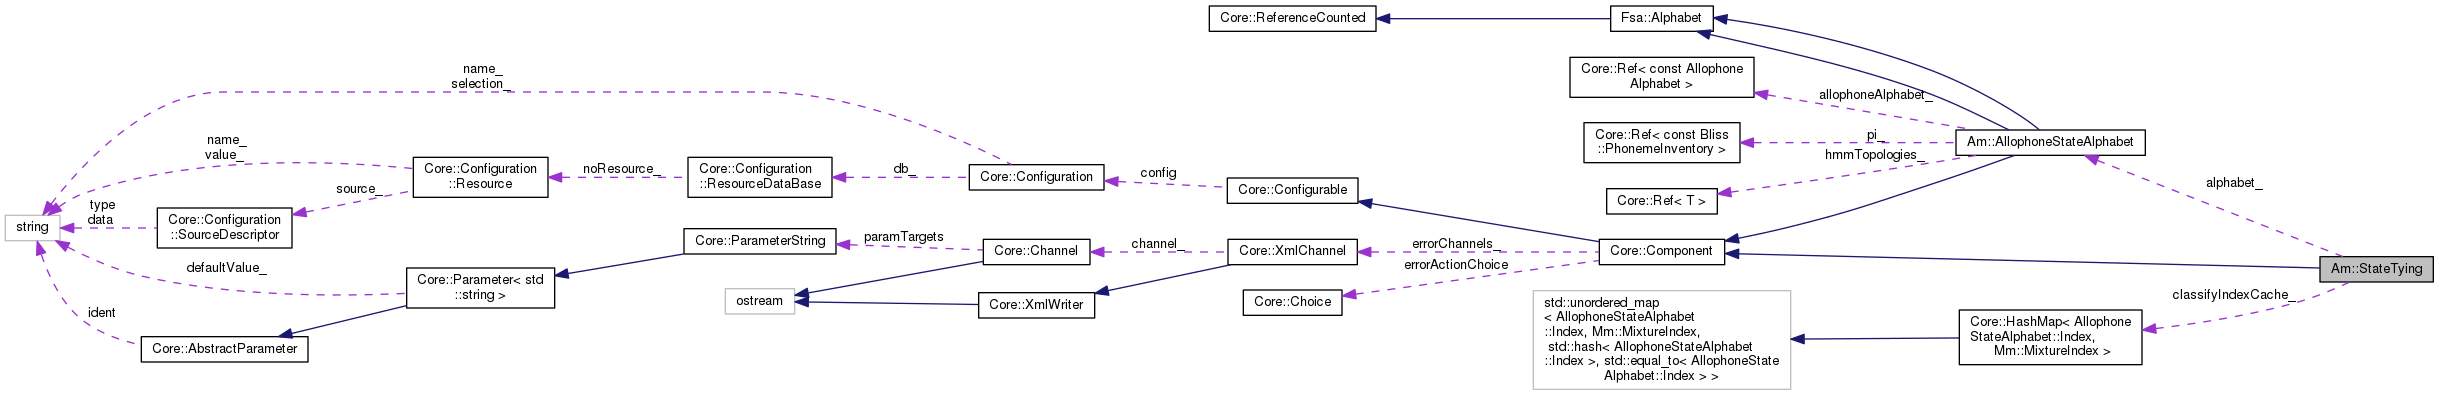 Core::ReferenceCounted
Fsa::Alphabet
name_
selection_
Core::Ref< const Allophone
Alphabet >
allophoneAlphabet_
name_
value_
Core::Ref< const Bliss
::PhonemeInventory >
pi_
Am::AllophoneStateAlphabet
hmmTopologies_
Core::Configuration
::Resource
noResource_
Core::Configuration
::ResourceDataBase
db_
Core::Configuration
config
Core::Configurable
source_
alphabet_
Core::Ref< T >
type
data
Core::Configuration
::SourceDescriptor
string
Core::ParameterString
paramTargets
Core::Channel
channel_
Core::XmlChannel
errorChannels_
Core::Component
errorActionChoice
defaultValue_
Core::Parameter< std
::string >
Am::StateTying
ostream
Core::XmlWriter
Core::Choice
classifyIndexCache_
ident
std::unordered_map
< AllophoneStateAlphabet
::Index, Mm::MixtureIndex,
std::hash< AllophoneStateAlphabet
::Index >, std::equal_to< AllophoneState
Alphabet::Index > >
Core::HashMap< Allophone
StateAlphabet::Index,
Mm::MixtureIndex >
Core::AbstractParameter